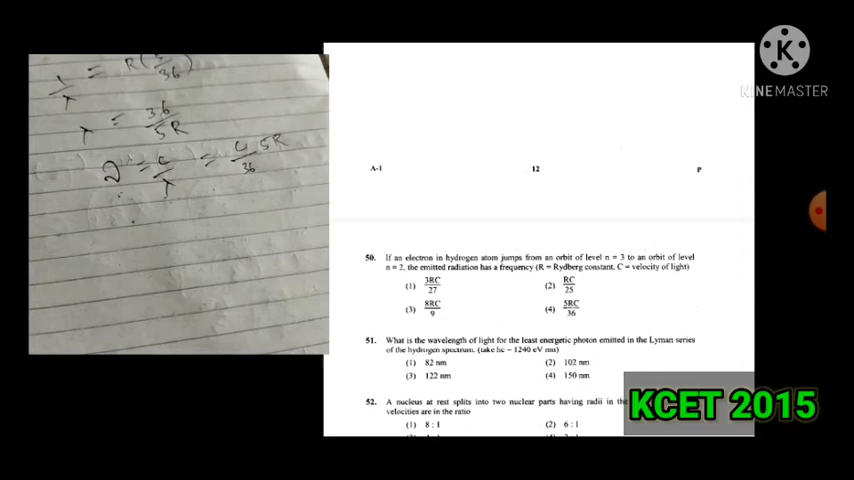 1/T = R(5/36)
T = 36/5R
2 = C/T = C 5R/36
KINEMASTER
A-1 12 P
50. If an electron in hydrogen atom jumps from an orbit of level n = 3 to an orbit of level
n = 2, the emitted radiation has a frequency (R = Rydberg constant, C = velocity of light)
(1) 3RC/27 (2) RC/25
(3) 8RC/9 (4) 5RC/36
51. What is the wavelength of light for the least energetic photon emitted in the Lyman series
of the hydrogen spectrum. (take hc = 1240 eV nm)
(1) 82 nm (2) 102 nm
(3) 122 nm (4) 150 nm
52. A nucleus at rest splits into two nuclear parts having radii in the
velocities are in the ratio
(1) 8 : 1 (2) 6 : 1
KCET 2015